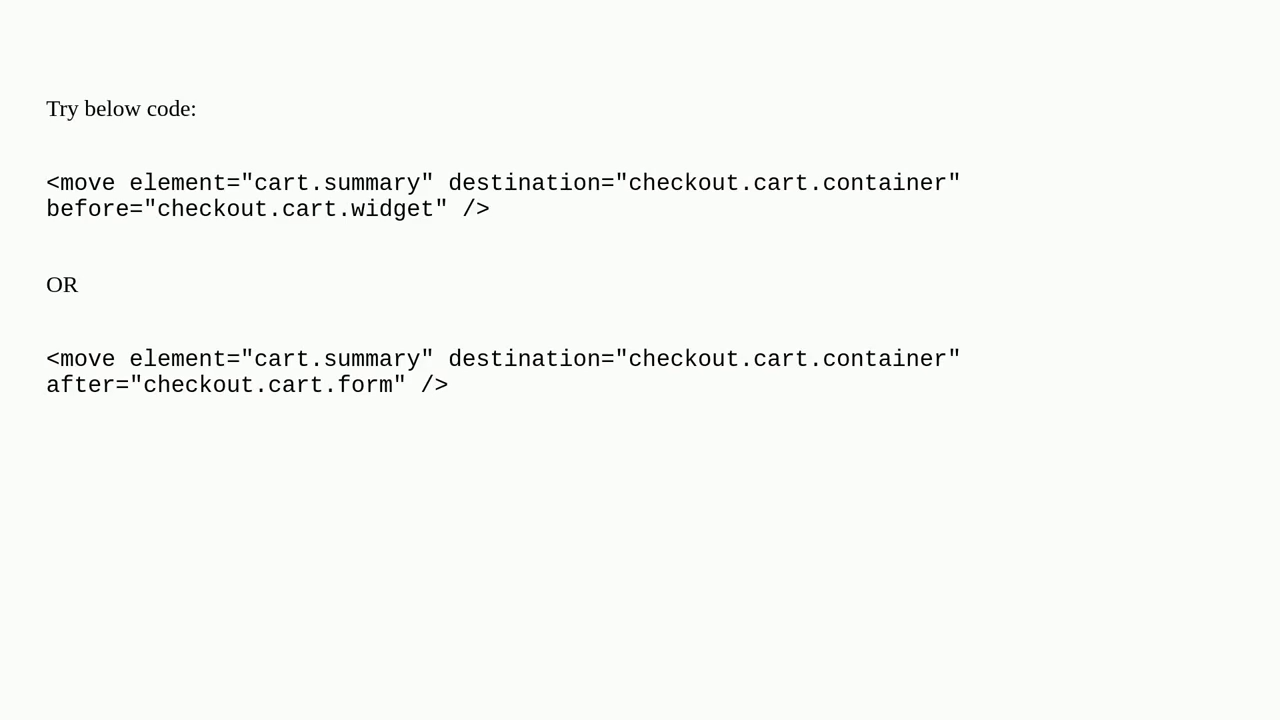 Try below code:
<move element="cart.summary" destination="checkout.cart.container"
before="checkout.cart.widget" />
OR
<move element="cart.summary" destination="checkout.cart.container"
after="checkout.cart.form" />